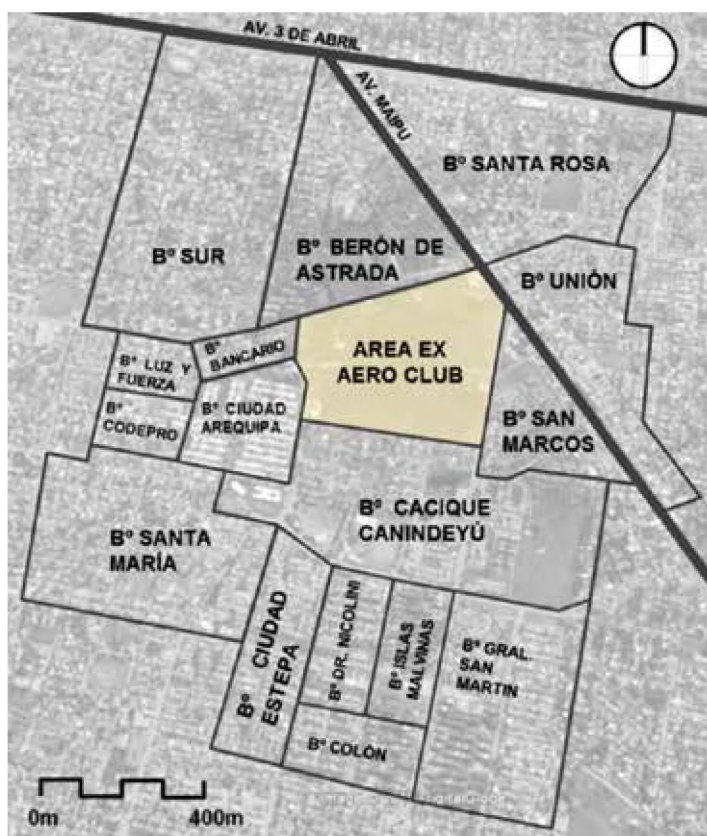 AV. 3 DE ABRIL
AV. MAIPU
Bº SANTA ROSA
Bº SUR
Bº BERÓN DE
ASTRADA
Bº UNIÓN
Bº
BANCARIO
AREA EX
AERO CLUB
Bº LUZ Y
FUERZA
Bº
CODEPRO
Bº CIUDAD
AREQUIPA
Bº SAN
MARCOS
Bº CACIQUE
CANINDEYÚ
Bº SANTA
MARÍA
Bº CIUDAD
ESTEPA
Bº DR. NICOLINI
Bº ISLAS
MALVINAS
Bº GRAL.
SAN
MARTIN
Bº COLÓN
0m
400m